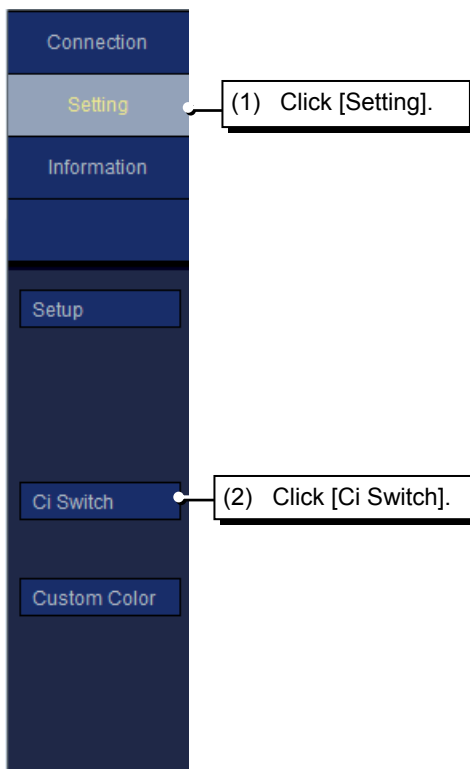 Connection
Setting
(1) Click [Setting].
Information
Setup
Ci Switch
(2) Click [Ci Switch].
Custom Color